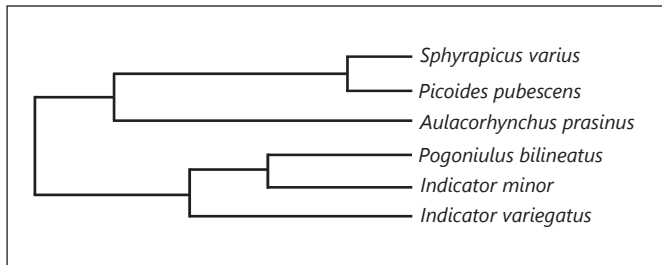 Sphyrapicus varius
Picoides pubescens
Aulacorhynchus prasinus
Pogoniulus bilineatus
Indicator minor
Indicator variegatus